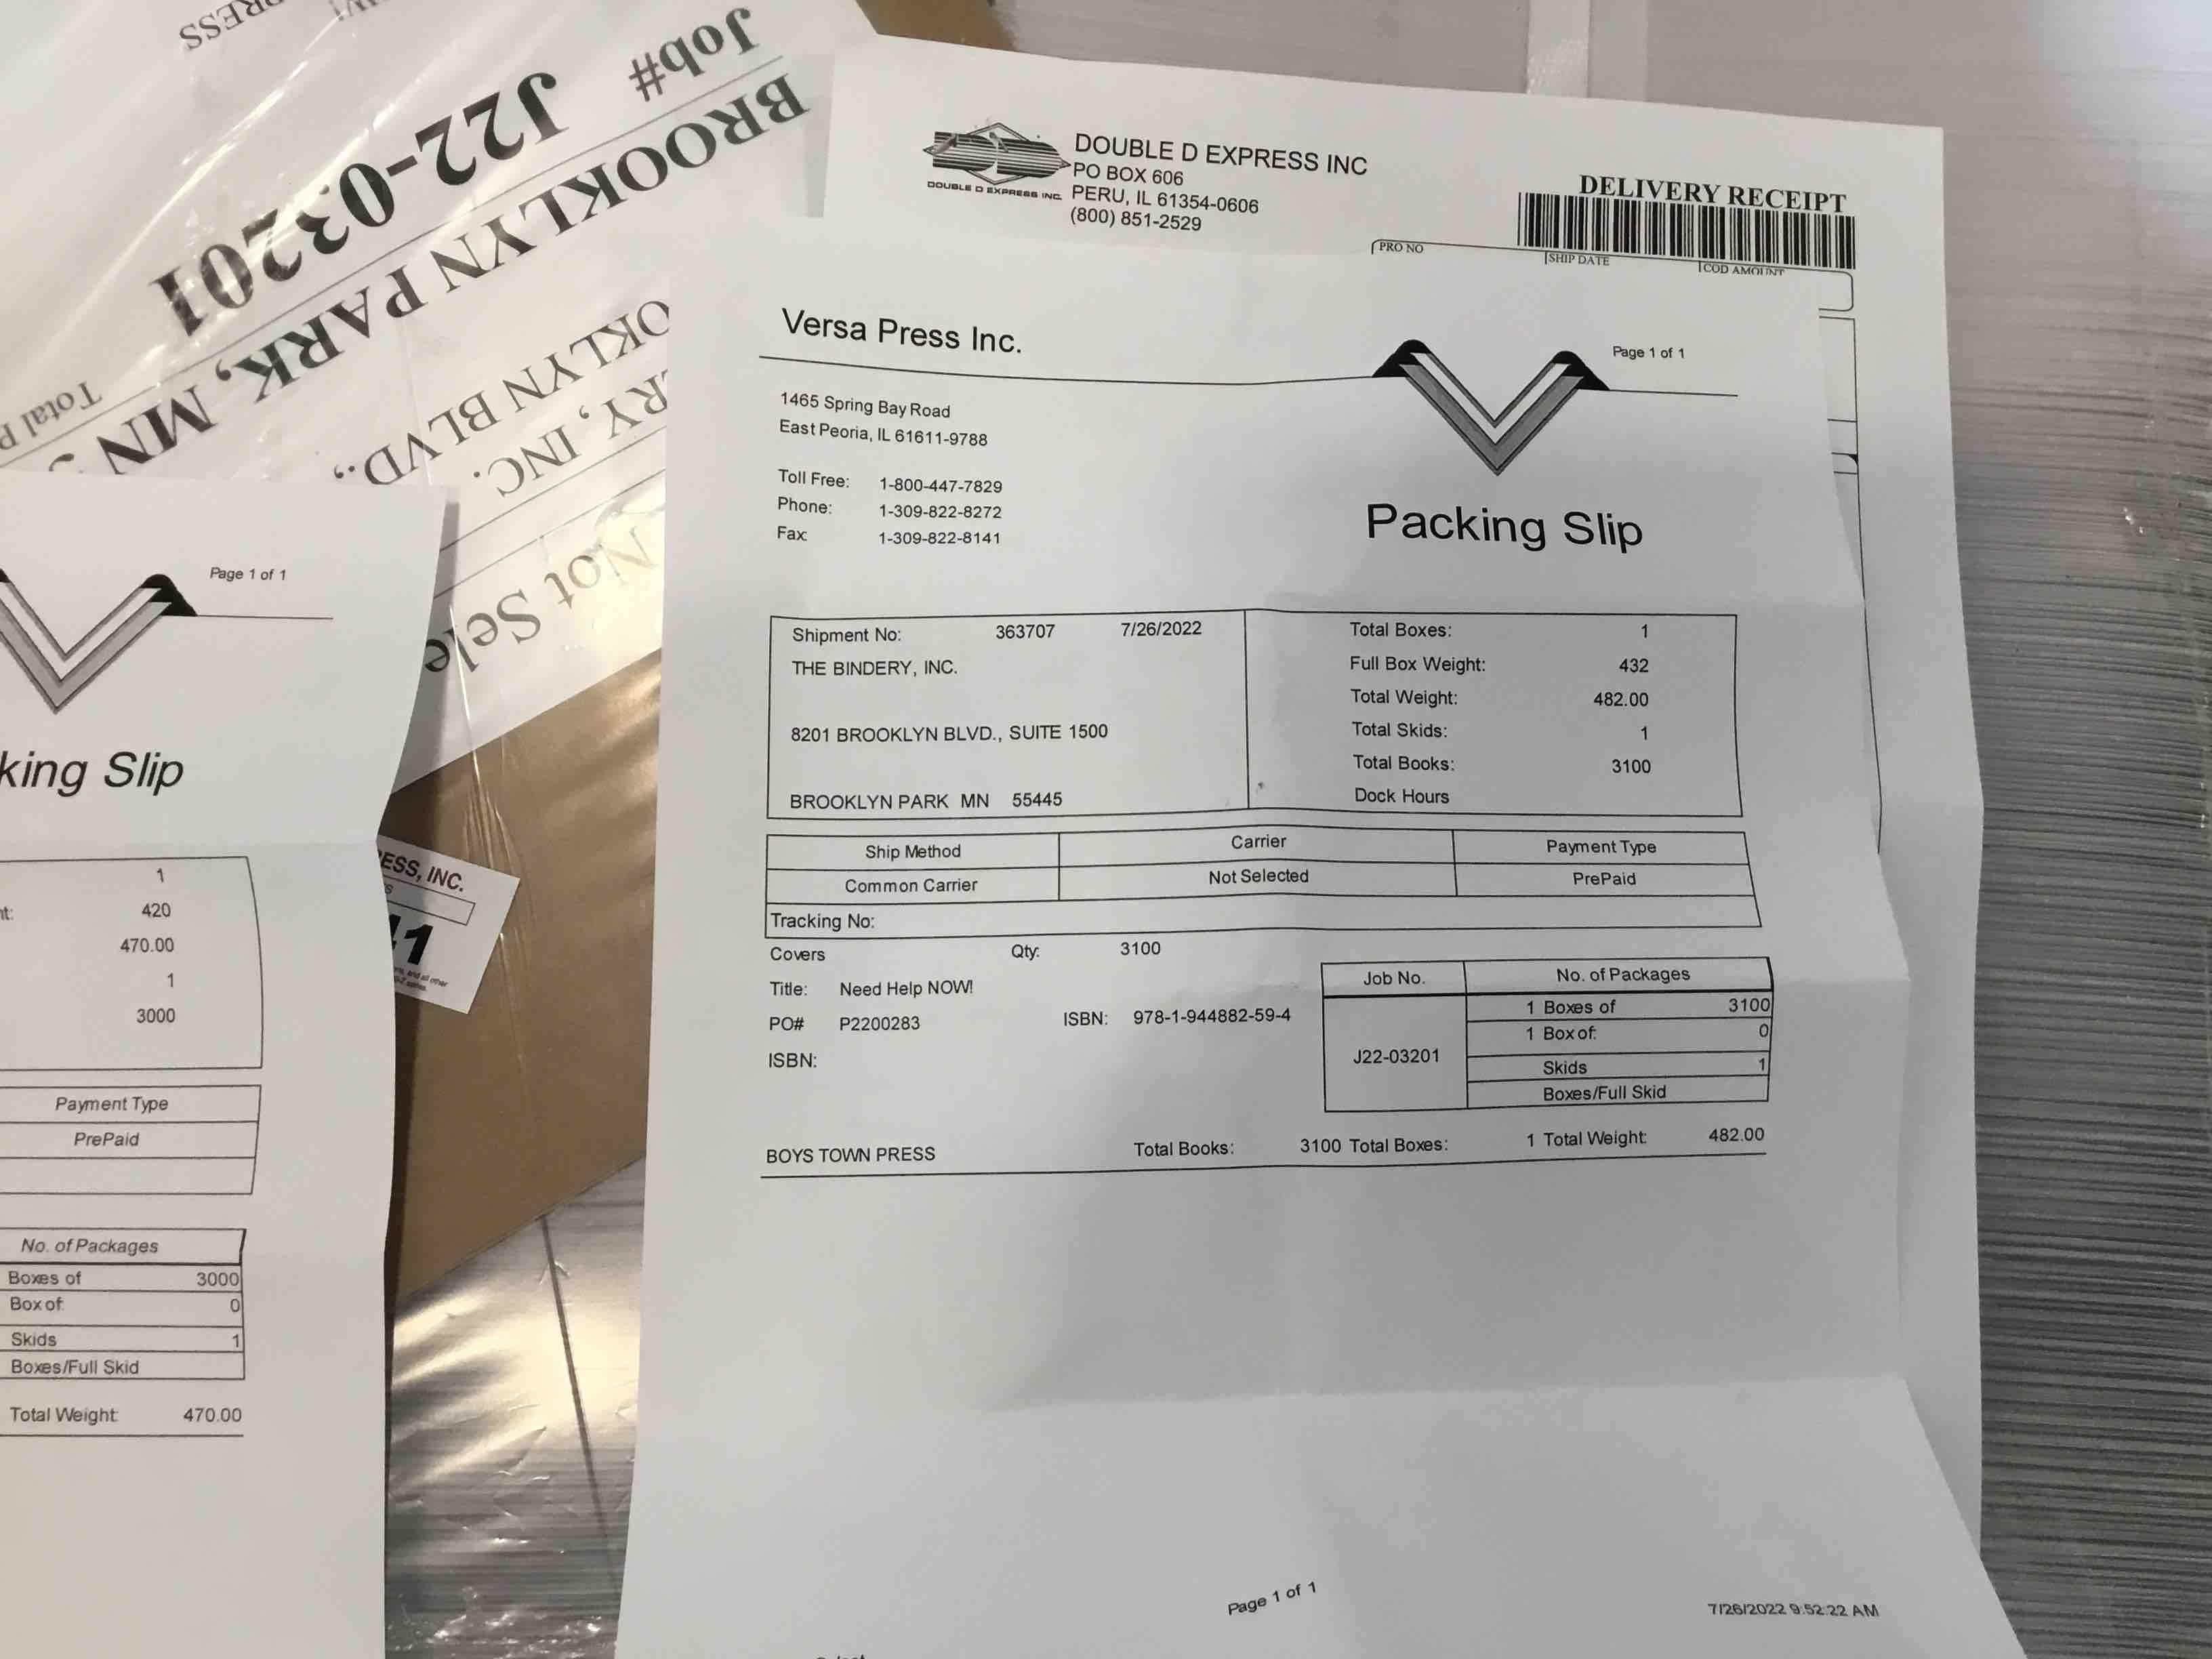 PRESS
Job#
J22-03201
BROOKLYN PARK, MN
Total
OKLYN BLVD.,
RY, INC.
Not Sele
DOUBLE D EXPRESS INC
PO BOX 606
PERU, IL 61354-0606
(800) 851-2529
DOUBLE D EXPRESS INC.
DELIVERY RECEIPT
PRO NO
SHIP DATE
COD AMOUNT
Versa Press Inc.
Page 1 of 1
1465 Spring Bay Road
East Peoria, IL 61611-9788
Toll Free: 1-800-447-7829
Phone: 1-309-822-8272
Fax: 1-309-822-8141
Packing Slip
Shipment No: 363707 7/26/2022
THE BINDERY, INC.
8201 BROOKLYN BLVD., SUITE 1500
BROOKLYN PARK MN 55445
Total Boxes: 1
Full Box Weight: 432
Total Weight: 482.00
Total Skids: 1
Total Books: 3100
Dock Hours
Ship Method Carrier Payment Type
Common Carrier Not Selected PrePaid
Tracking No:
Covers Qty: 3100
Title: Need Help NOW!
PO# P2200283 ISBN: 978-1-944882-59-4
ISBN:
Job No. No. of Packages
J22-03201
1 Boxes of 3100
1 Box of: 0
Skids 1
Boxes/Full Skid
BOYS TOWN PRESS Total Books: 3100 Total Boxes: 1 Total Weight: 482.00
Page 1 of 1
7/26/2022 9:52:22 AM
Page 1 of 1
king Slip
1
nt: 420
470.00
1
3000
Payment Type
PrePaid
No. of Packages
Boxes of 3000
Box of: 0
Skids 1
Boxes/Full Skid
Total Weight: 470.00
ESS, INC.